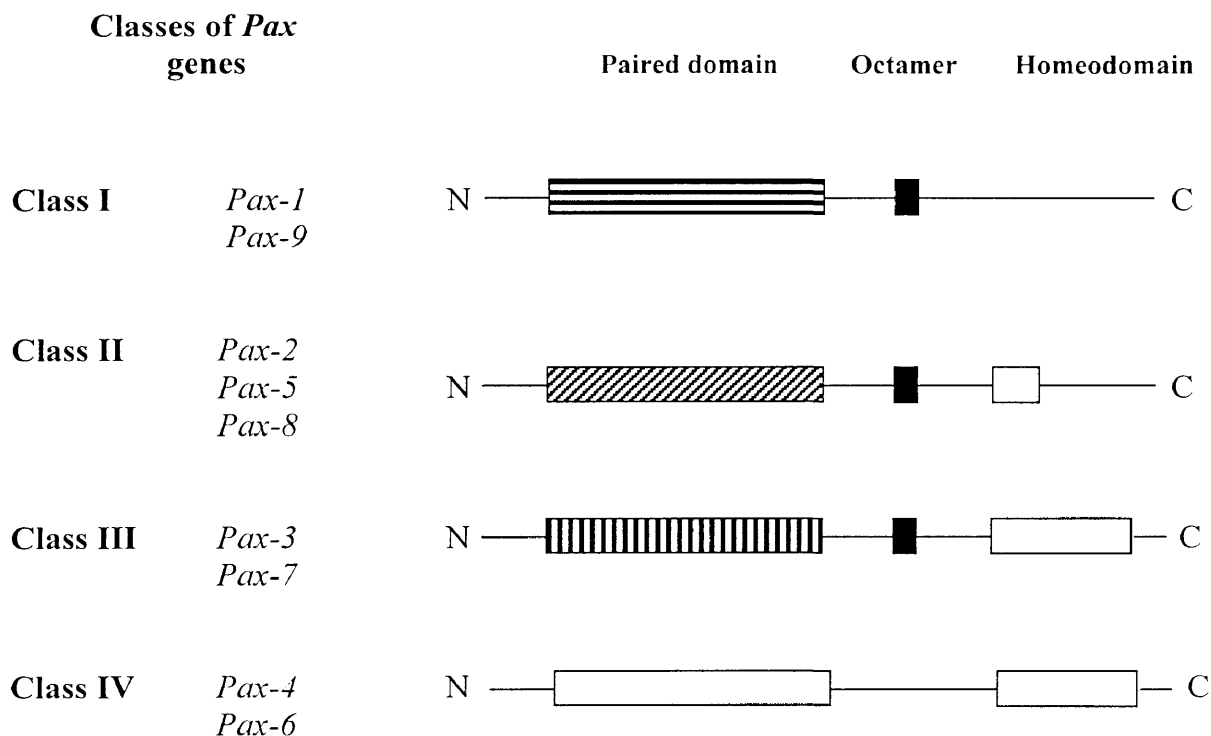 Classes of Pax
genes
Paired domain Octamer Homeodomain
Class I Pax-1 N C
Pax-9
Class II Pax-2
Pax-5 N C
Pax-8
Class III Pax-3 N C
Pax-7
Class IV Pax-4 N C
Pax-6